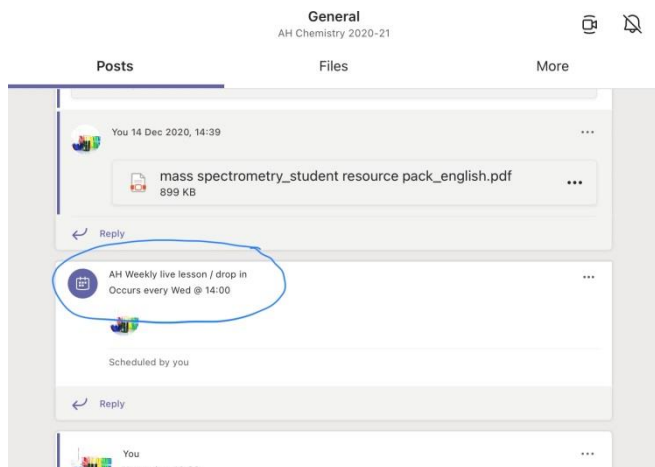 General
AH Chemistry 2020-21
Posts
Files
More
You 14 Dec 2020, 14:39
mass spectrometry_student resource pack_english.pdf
899 KB
Reply
AH Weekly live lesson / drop in
Occurs every Wed @ 14:00
Scheduled by you
Reply
You